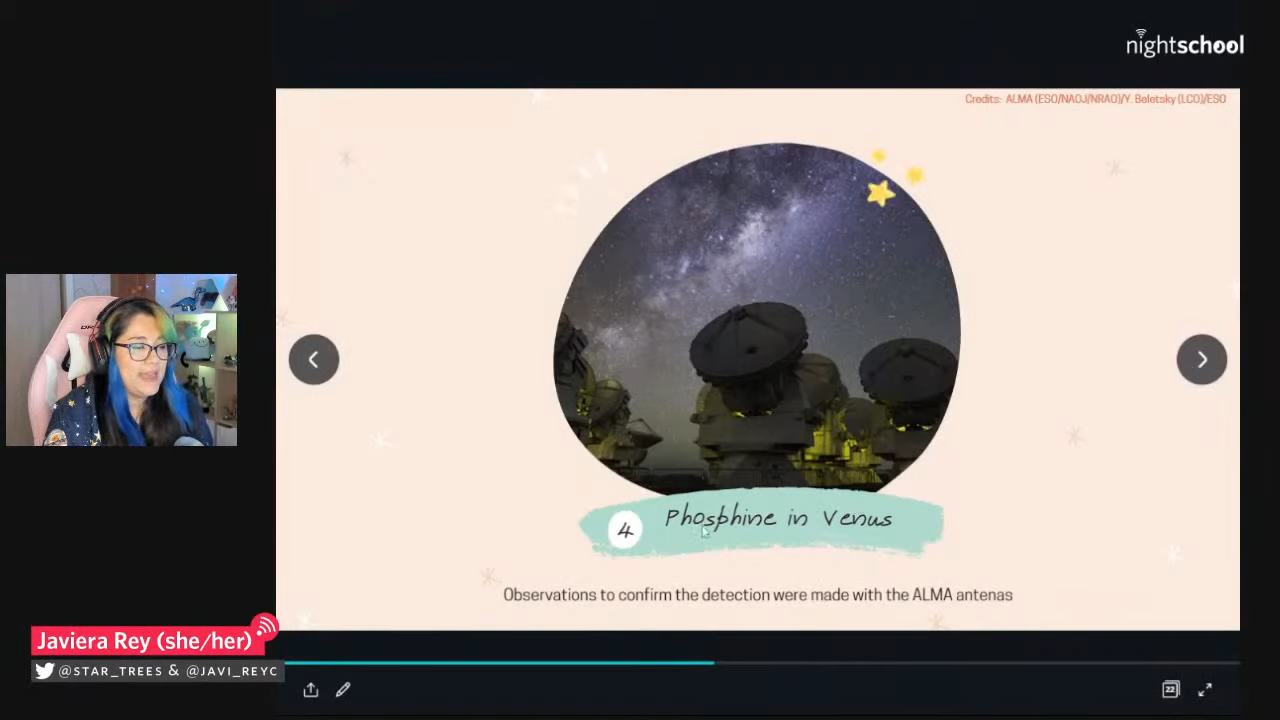 nightschool
Credits: ALMA (ESO/NAOJ/NRAO)/Y. Beletsky (LCO)/ESO
4
Phosphine in Venus
Observations to confirm the detection were made with the ALMA antenas
Javiera Rey (she/her)
@STAR_TREES & @JAVI_REYC
22